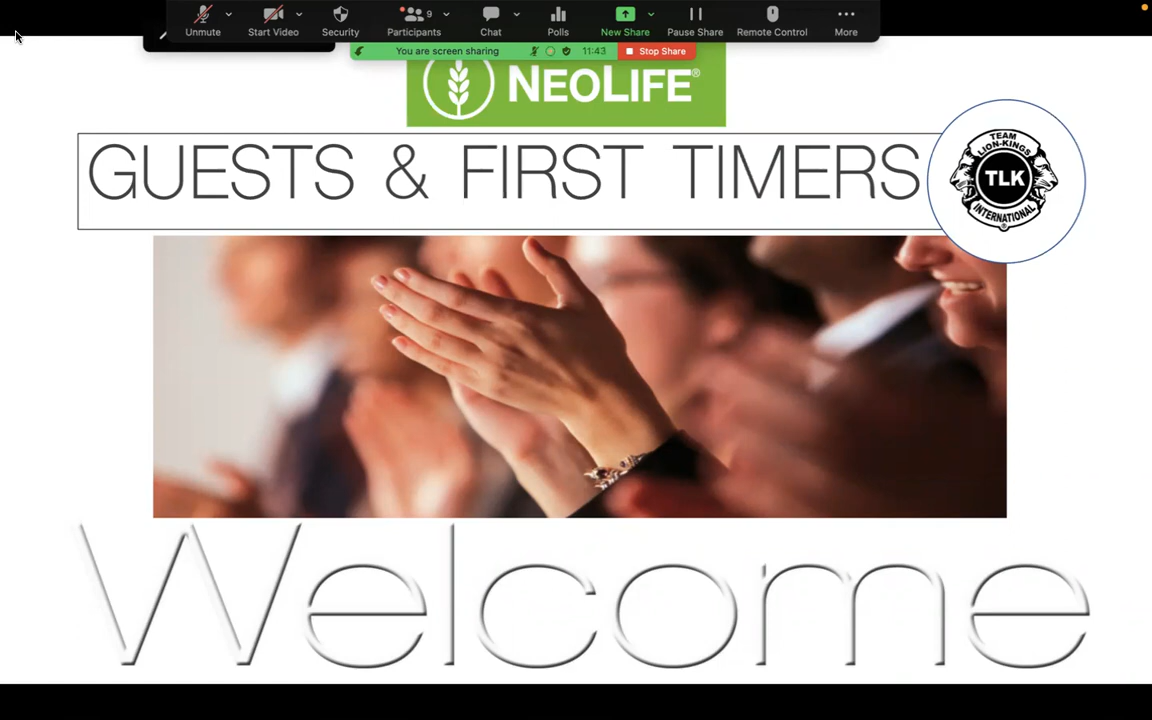 9
Unmute
Start Video
Security
Participants
Chat
Polls
New Share
Pause Share
Remote Control
More
You are screen sharing
11:43
Stop Share
NEOLIFE®
GUESTS & FIRST TIMERS
TEAM
LION-KINGS
TLK
INTERNATIONAL
®
Welcome